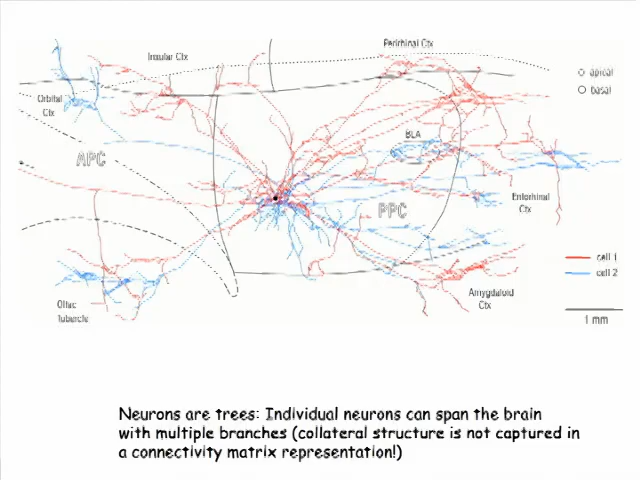 Insular Ctx
Perirhinal Ctx
apical
basal
Orbital
Ctx
APC
BLA
PPC
Entorhinal
Ctx
cell 1
cell 2
Amygdaloid
Ctx
Olfac
Tubercle
1 mm
Neurons are trees: Individual neurons can span the brain
with multiple branches (collateral structure is not captured in
a connectivity matrix representation!)